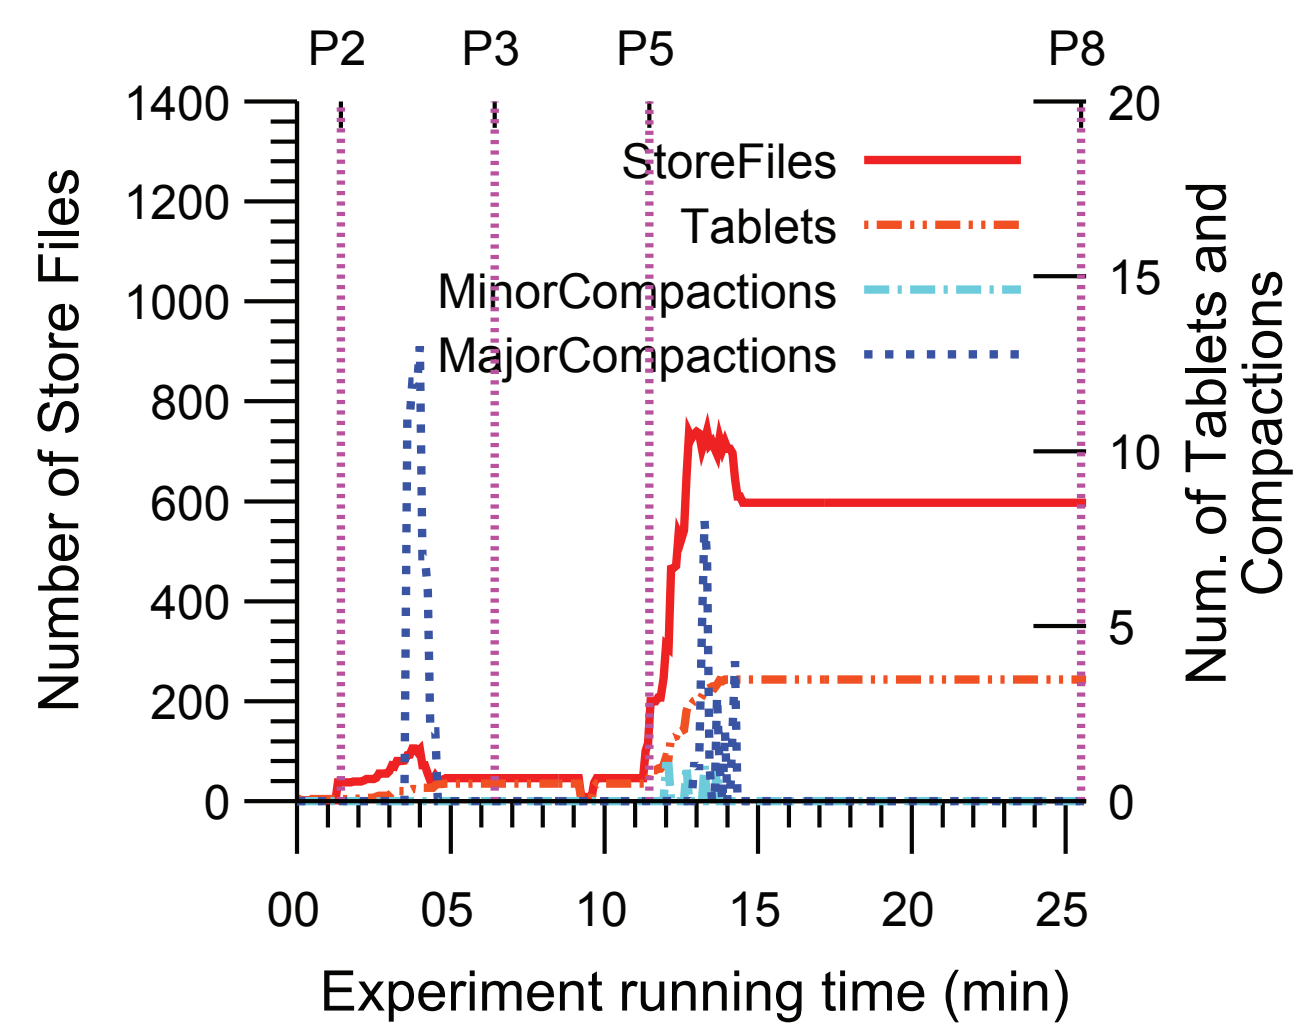 P2 P3 P5 P8
1400
1200
1000
800
600
400
200
0
Number of Store Files
StoreFiles
Tablets
MinorCompactions
MajorCompactions
20
15
10
5
0
Num. of Tablets and
Compactions
00 05 10 15 20 25
Experiment running time (min)